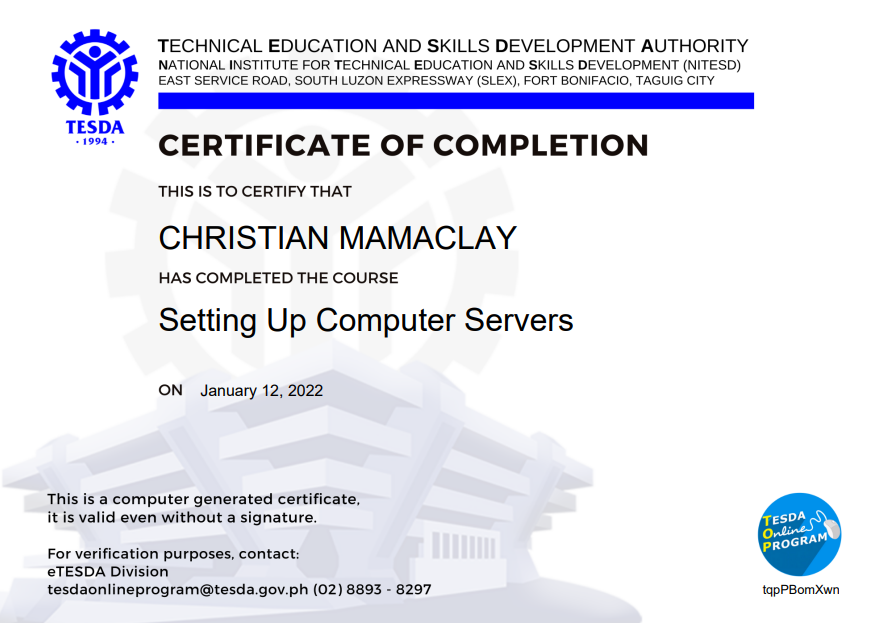 TECHNICAL EDUCATION AND SKILLS DEVELOPMENT AUTHORITY
NATIONAL INSTITUTE FOR TECHNICAL EDUCATION AND SKILLS DEVELOPMENT (NITESD)
EAST SERVICE ROAD, SOUTH LUZON EXPRESSWAY (SLEX), FORT BONIFACIO, TAGUIG CITY
TESDA
· 1994 ·
CERTIFICATE OF COMPLETION
THIS IS TO CERTIFY THAT
CHRISTIAN MAMACLAY
HAS COMPLETED THE COURSE
Setting Up Computer Servers
ON January 12, 2022
This is a computer generated certificate,
it is valid even without a signature.
For verification purposes, contact:
eTESDA Division
tesdaonlineprogram@tesda.gov.ph (02) 8893 - 8297
TESDA
Online
PROGRAM
tqpPBomXwn